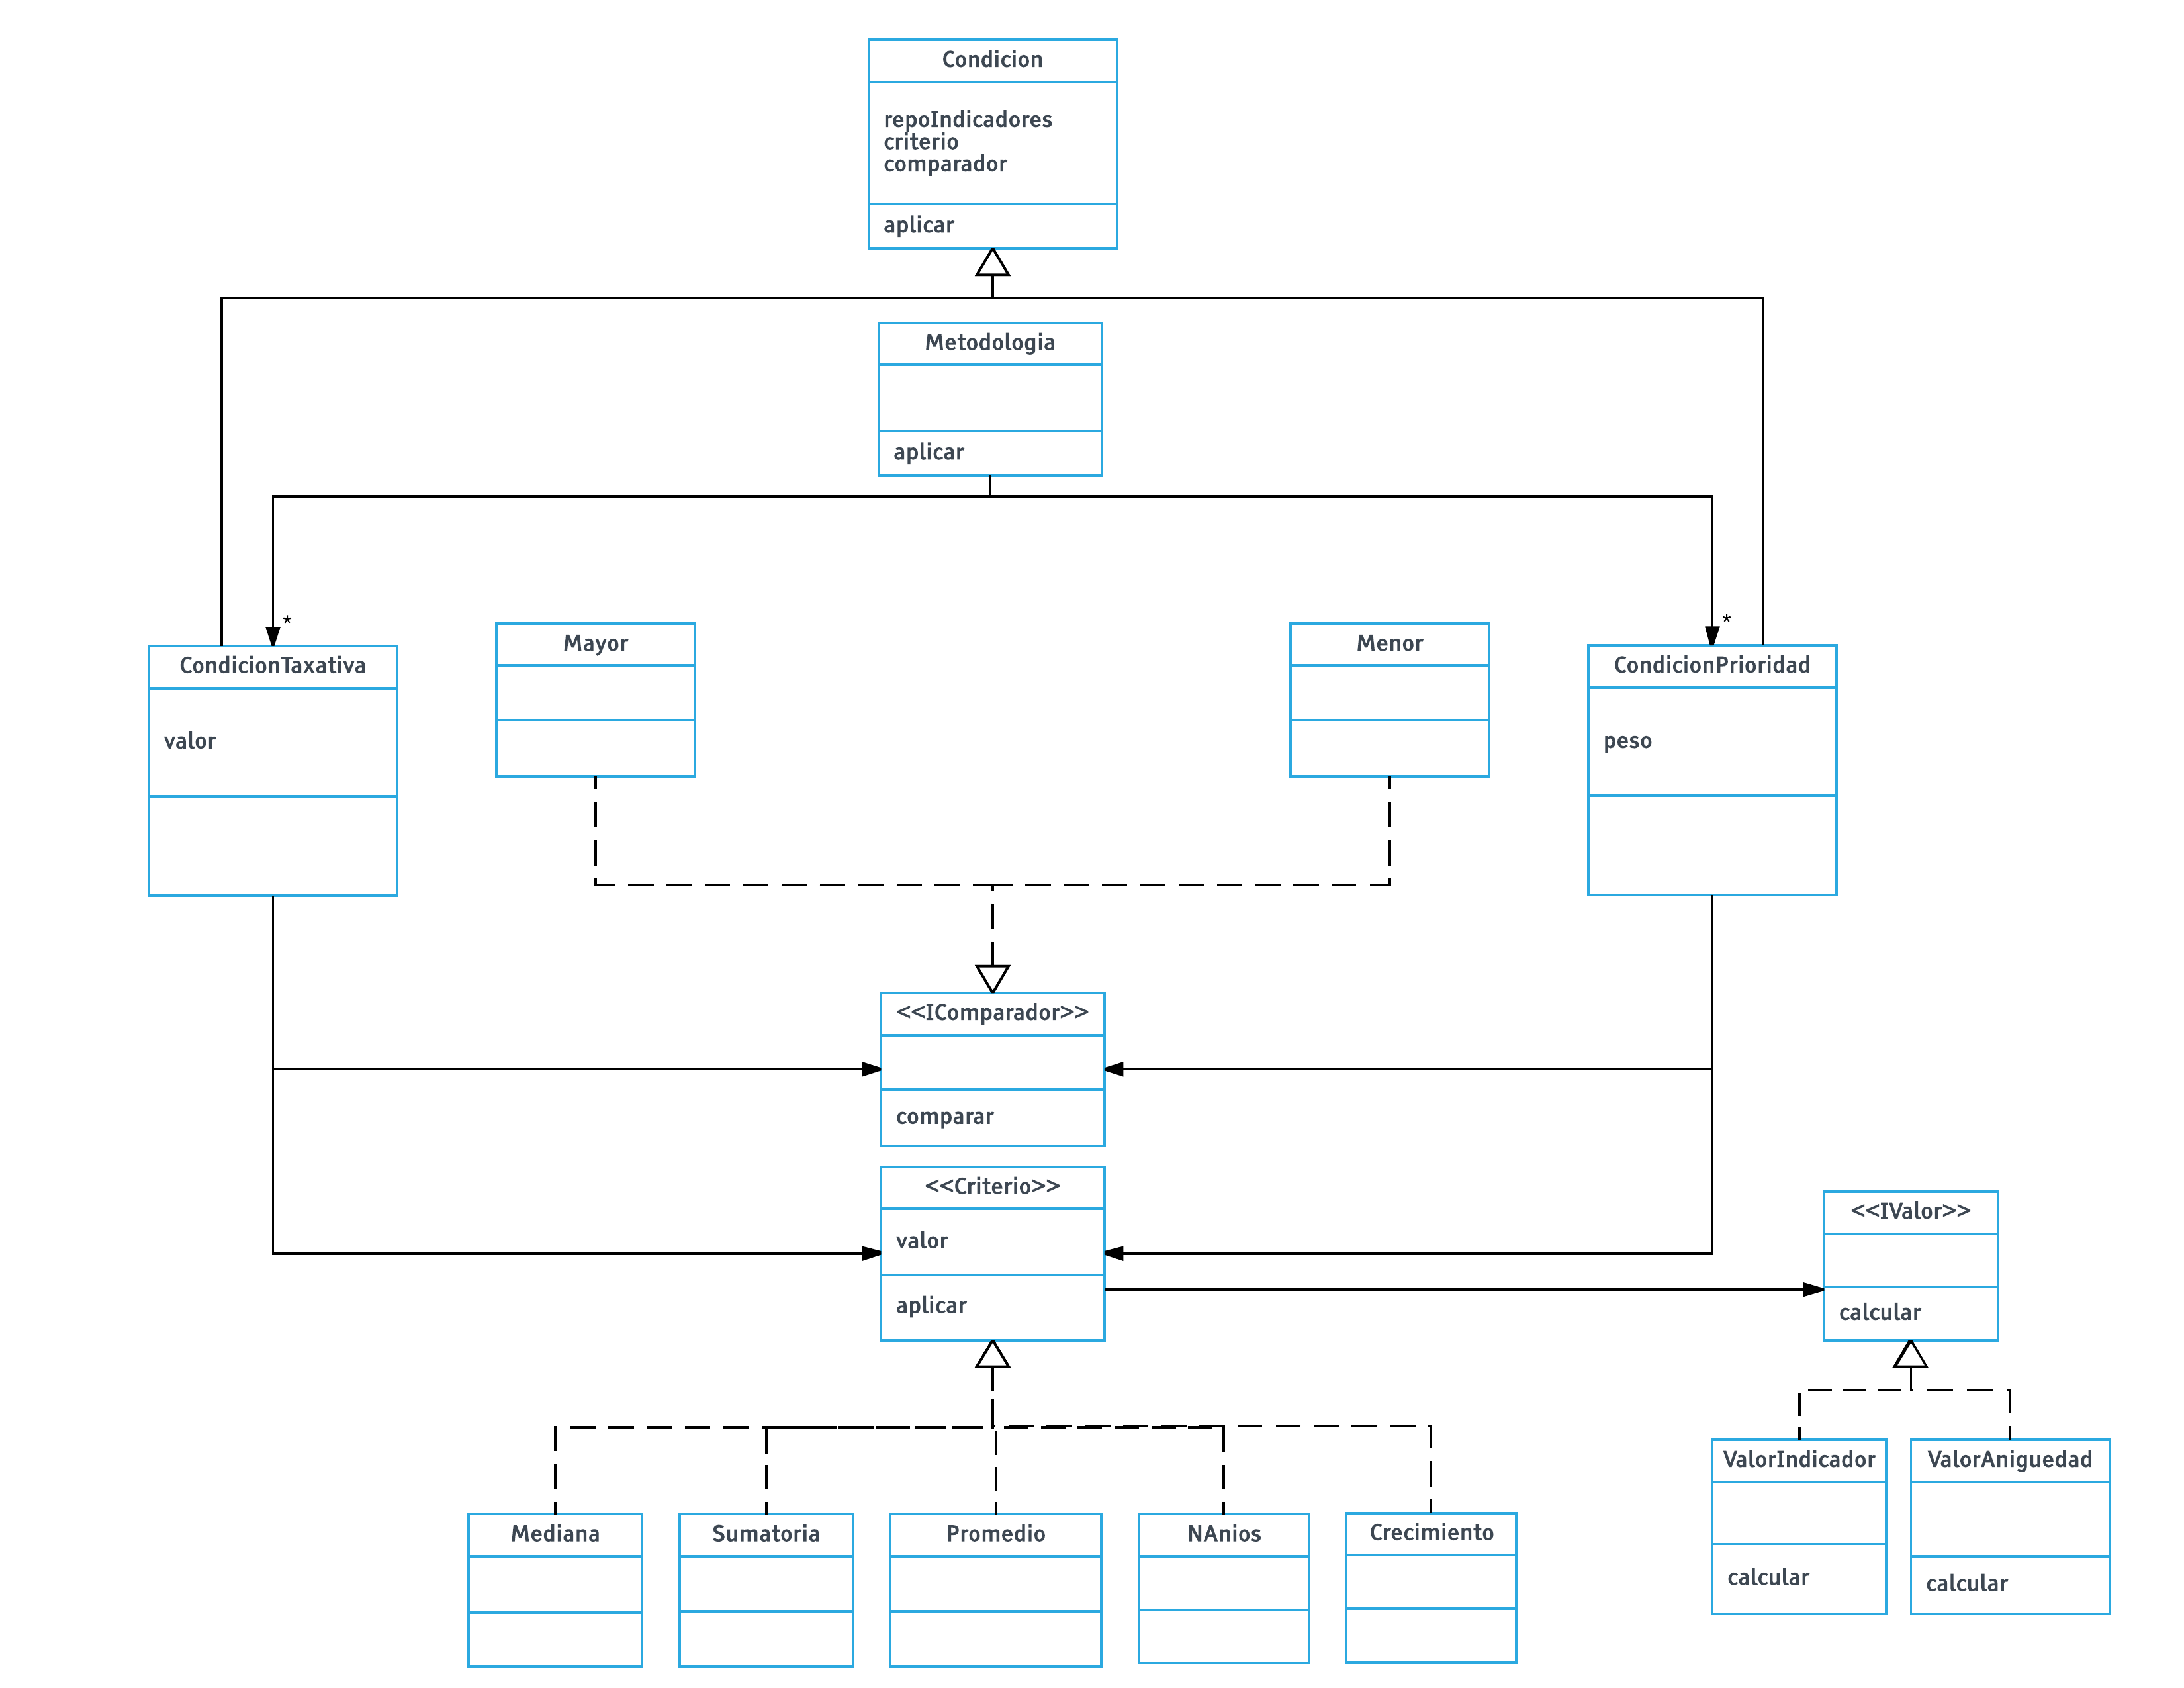 Condicion
repoIndicadores
criterio
comparador
aplicar
Metodologia
aplicar
*
*
CondicionTaxativa
valor
Mayor
Menor
CondicionPrioridad
peso
<<IComparador>>
comparar
<<Criterio>>
valor
aplicar
<<IValor>>
calcular
Mediana
Sumatoria
Promedio
NAnios
Crecimiento
ValorIndicador
calcular
ValorAniguedad
calcular